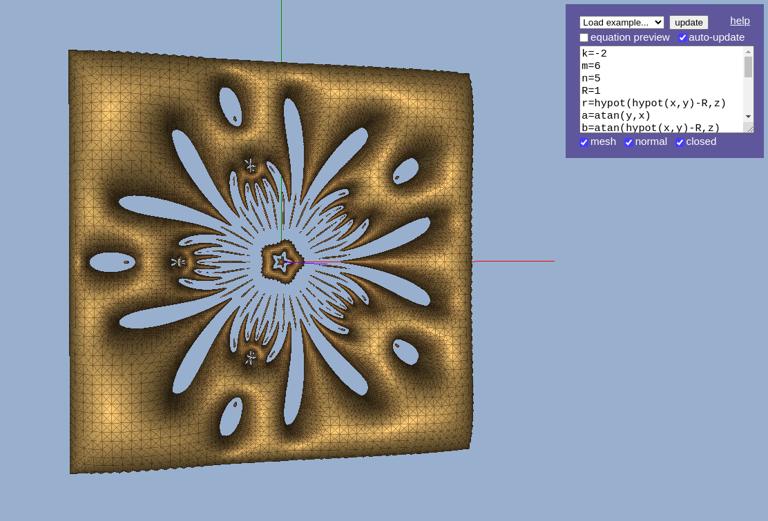 Load example... update help
equation preview auto-update
k=-2
m=6
n=5
R=1
r=hypot(hypot(x,y)-R,z)
a=atan(y,x)
b=atan(hypot(x,y)-R,z)
mesh normal closed